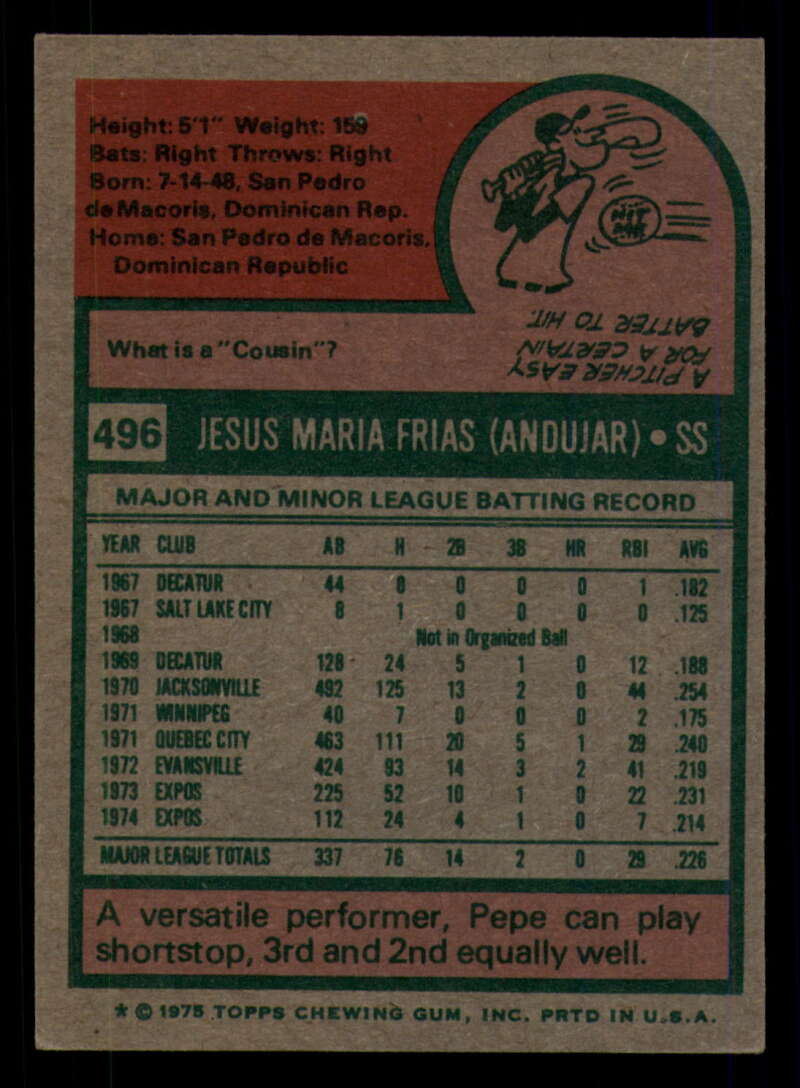 Height: 5'1" Weight: 159
Bats: Right Throws: Right
Born: 7-14-48, San Pedro
de Macoris, Dominican Rep.
Home: San Pedro de Macoris,
Dominican Republic
HIT ME
What is a "Cousin"?
A PITCHER EASY
FOR A CERTAIN
BATTER TO HIT.
496 JESUS MARIA FRIAS (ANDUJAR) • SS
MAJOR AND MINOR LEAGUE BATTING RECORD
YEAR CLUB AB H 2B 3B HR RBI AVG
1967 DECATUR 44 8 0 0 0 1 .182
1967 SALT LAKE CITY 8 1 0 0 0 0 .125
1968 Not in Organized Ball
1969 DECATUR 128 24 5 1 0 12 .188
1970 JACKSONVILLE 492 125 13 2 0 44 .254
1971 WINNIPEG 40 7 0 0 0 2 .175
1971 QUEBEC CITY 463 111 20 5 1 29 .240
1972 EVANSVILLE 424 93 14 3 2 41 .219
1973 EXPOS 225 52 10 1 0 22 .231
1974 EXPOS 112 24 4 1 0 7 .214
MAJOR LEAGUE TOTALS 337 76 14 2 0 29 .226
A versatile performer, Pepe can play
shortstop, 3rd and 2nd equally well.
* © 1975 TOPPS CHEWING GUM, INC. PRTD IN U.S.A.